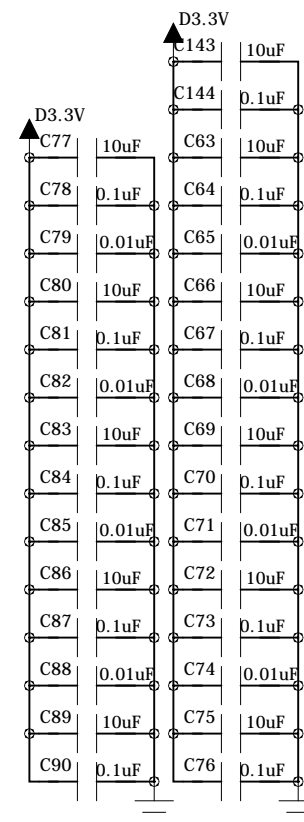 D3.3V
C77 10uF
C78 0.1uF
C79 0.01uF
C80 10uF
C81 0.1uF
C82 0.01uF
C83 10uF
C84 0.1uF
C85 0.01uF
C86 10uF
C87 0.1uF
C88 0.01uF
C89 10uF
C90 0.1uF
D3.3V
C143 10uF
C144 0.1uF
C63 10uF
C64 0.1uF
C65 0.01uF
C66 10uF
C67 0.1uF
C68 0.01uF
C69 10uF
C70 0.1uF
C71 0.01uF
C72 10uF
C73 0.1uF
C74 0.01uF
C75 10uF
C76 0.1uF